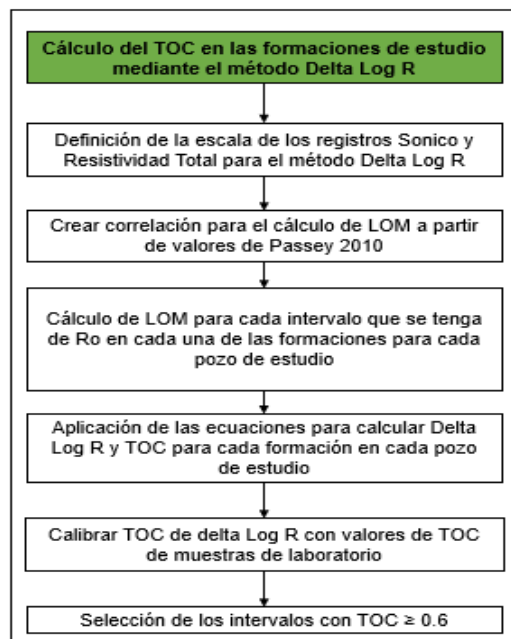 Cálculo del TOC en las formaciones de estudio
mediante el método Delta Log R
Definición de la escala de los registros Sonico y
Resistividad Total para el método Delta Log R
Crear correlación para el cálculo de LOM a partir
de valores de Passey 2010
Cálculo de LOM para cada intervalo que se tenga
de Ro en cada una de las formaciones para cada
pozo de estudio
Aplicación de las ecuaciones para calcular Delta
Log R y TOC para cada formación en cada pozo
de estudio
Calibrar TOC de delta Log R con valores de TOC
de muestras de laboratorio
Selección de los intervalos con TOC ≥ 0.6